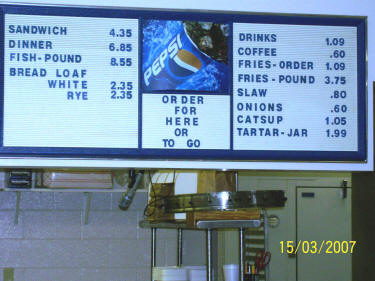 SANDWICH 4.35
DINNER 6.85
FISH-POUND 8.55
BREAD LOAF
WHITE 2.35
RYE 2.35
PEPSI
ORDER
FOR
HERE
OR
TO GO
DRINKS 1.09
COFFEE .60
FRIES-ORDER 1.09
FRIES-POUND 3.75
SLAW .80
ONIONS .60
CATSUP 1.05
TARTAR-JAR 1.99
15/03/2007